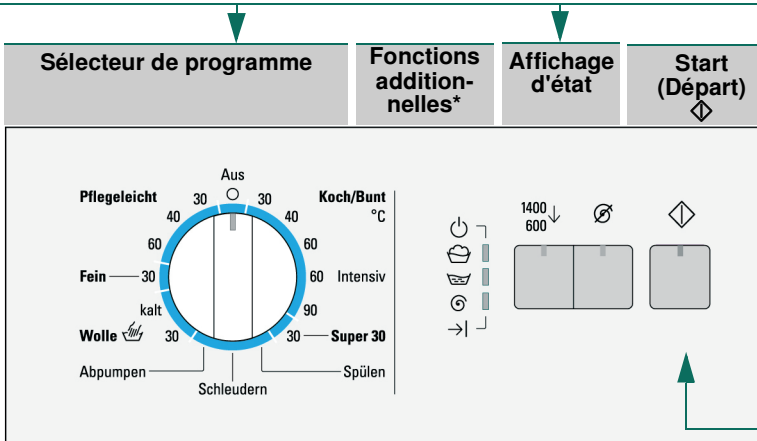 Sélecteur de programme
Fonctions
addition-
nelles*
Affichage
d'état
Start
(Départ)
Aus
Pflegeleicht 30 30 Koch/Bunt
40 40 °C
60 60
Fein 30 60 Intensiv
kalt 90
Wolle 30 30 Super 30
Abpumpen Spülen
Schleudern
1400
600